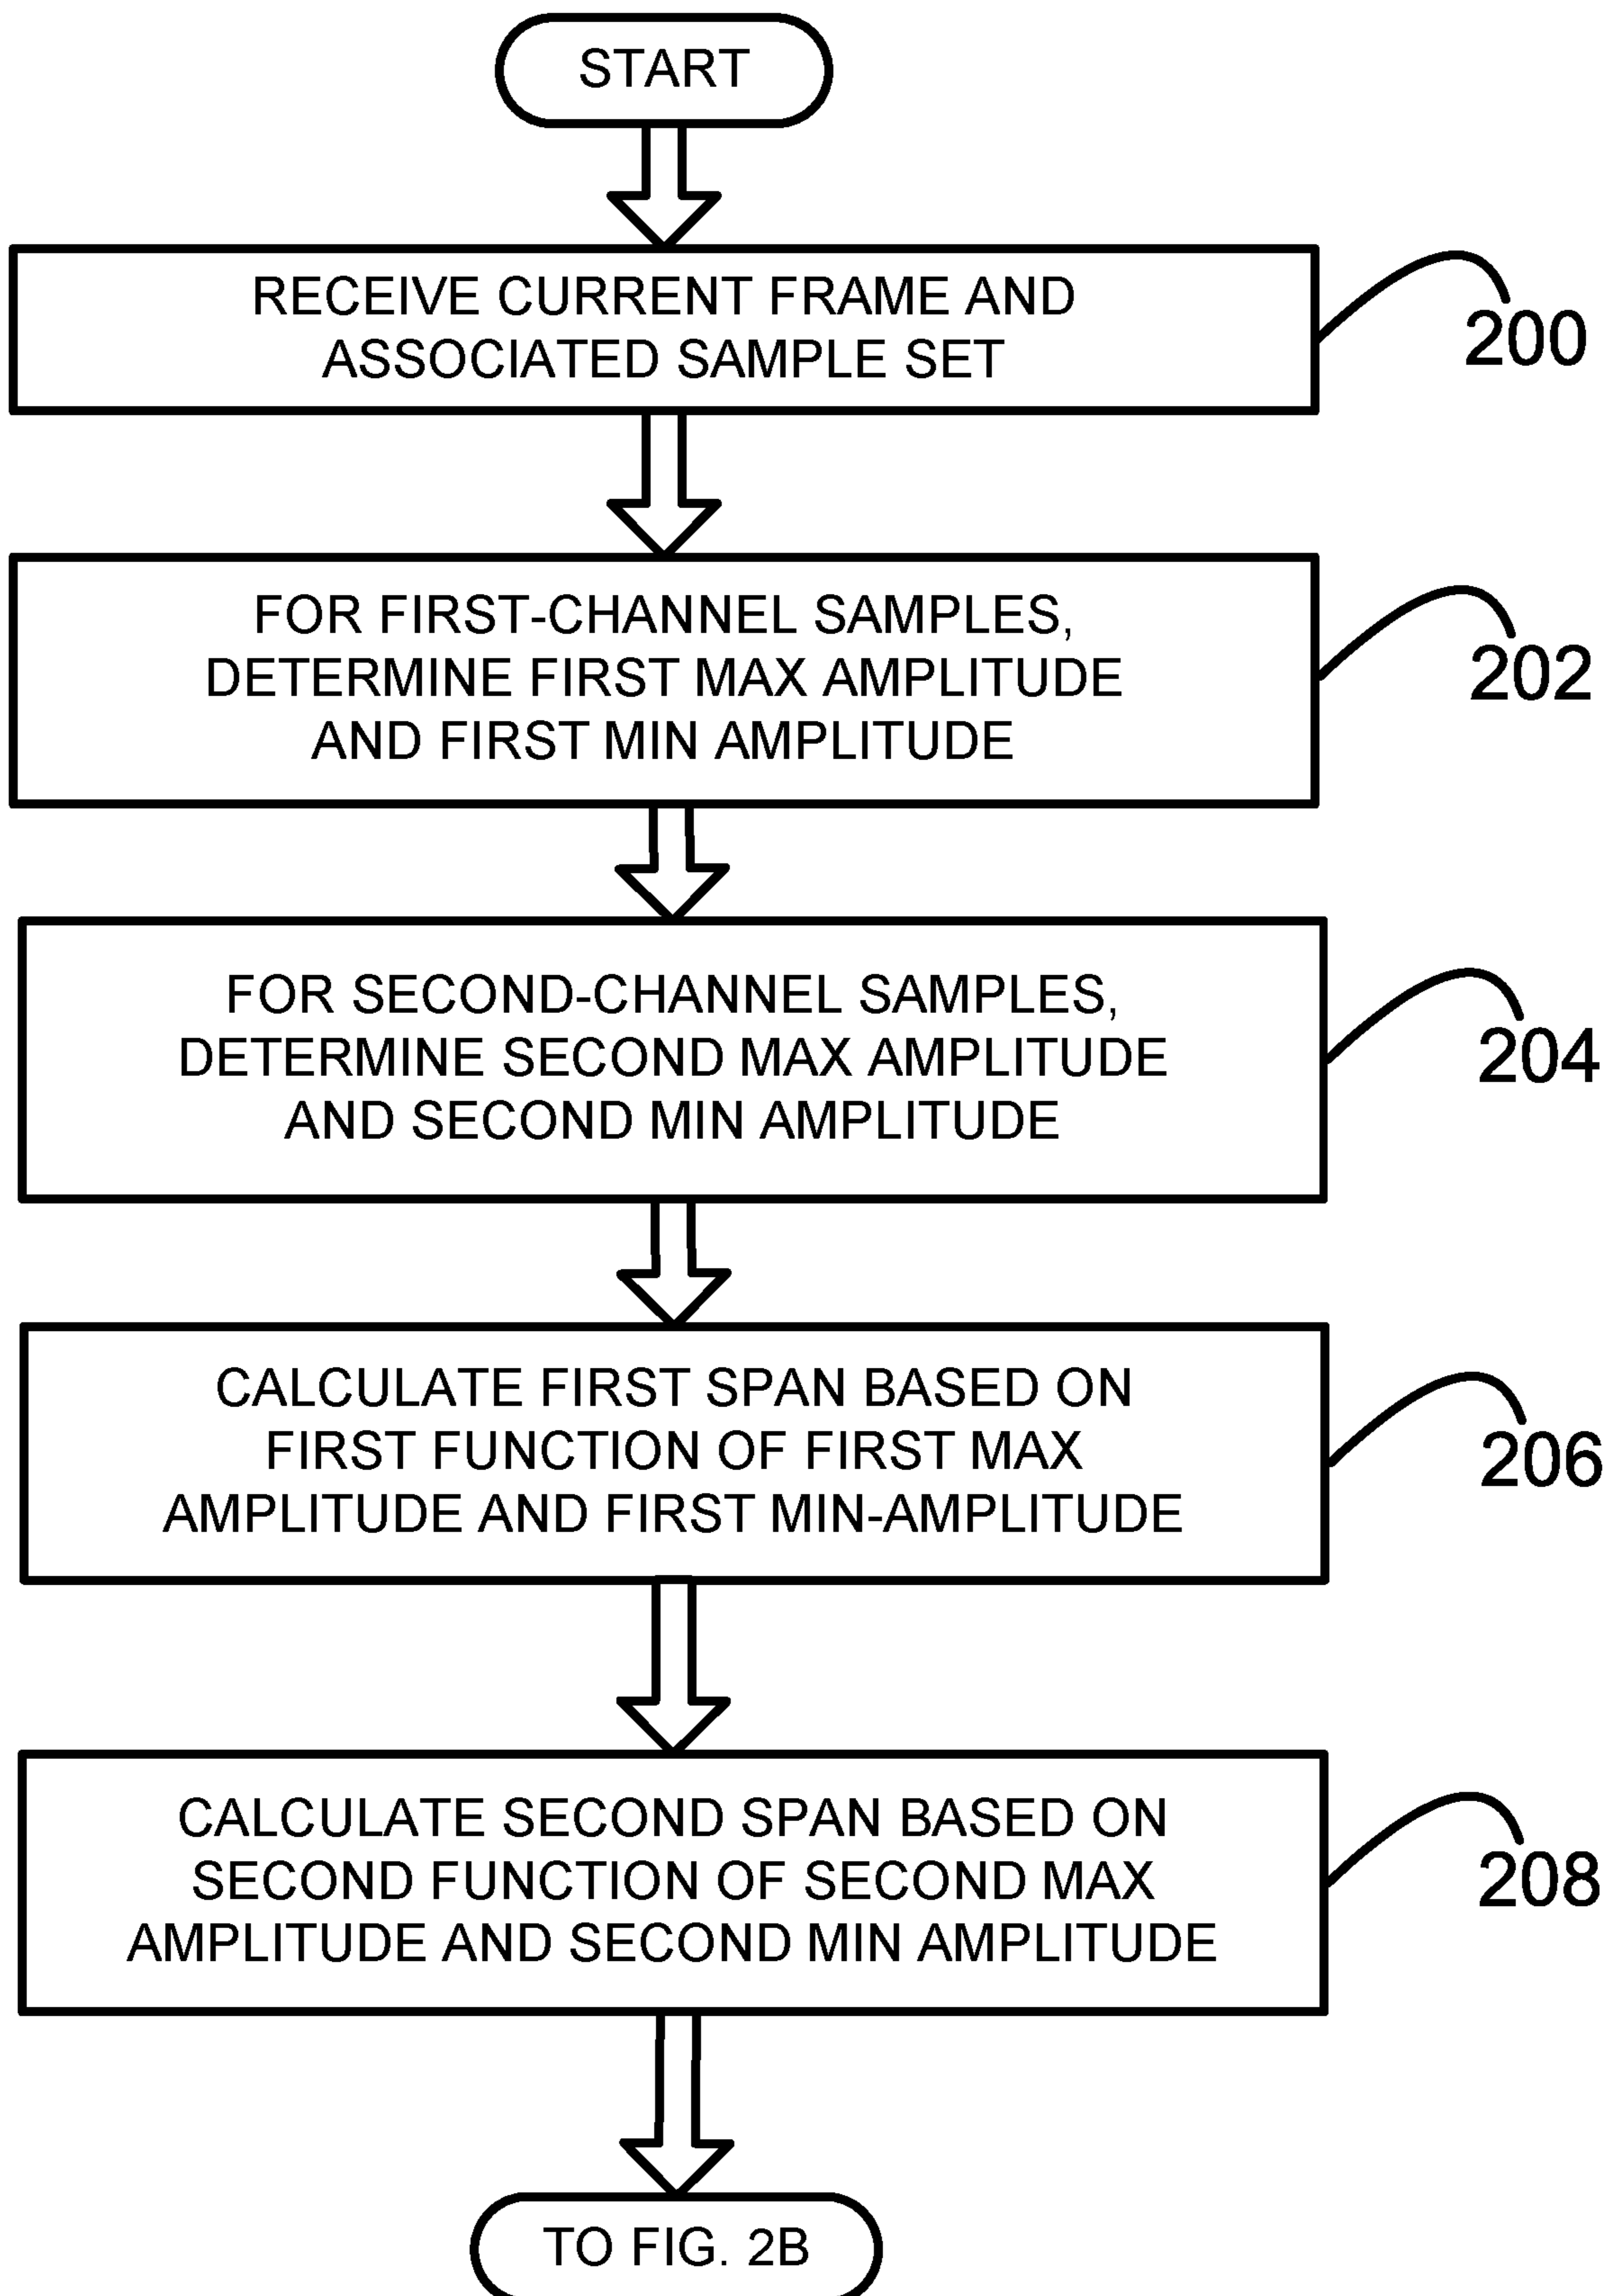 START
RECEIVE CURRENT FRAME AND
ASSOCIATED SAMPLE SET
200
FOR FIRST-CHANNEL SAMPLES,
DETERMINE FIRST MAX AMPLITUDE
AND FIRST MIN AMPLITUDE
202
FOR SECOND-CHANNEL SAMPLES,
DETERMINE SECOND MAX AMPLITUDE
AND SECOND MIN AMPLITUDE
204
CALCULATE FIRST SPAN BASED ON
FIRST FUNCTION OF FIRST MAX
AMPLITUDE AND FIRST MIN-AMPLITUDE
206
CALCULATE SECOND SPAN BASED ON
SECOND FUNCTION OF SECOND MAX
AMPLITUDE AND SECOND MIN AMPLITUDE
208
TO FIG. 2B